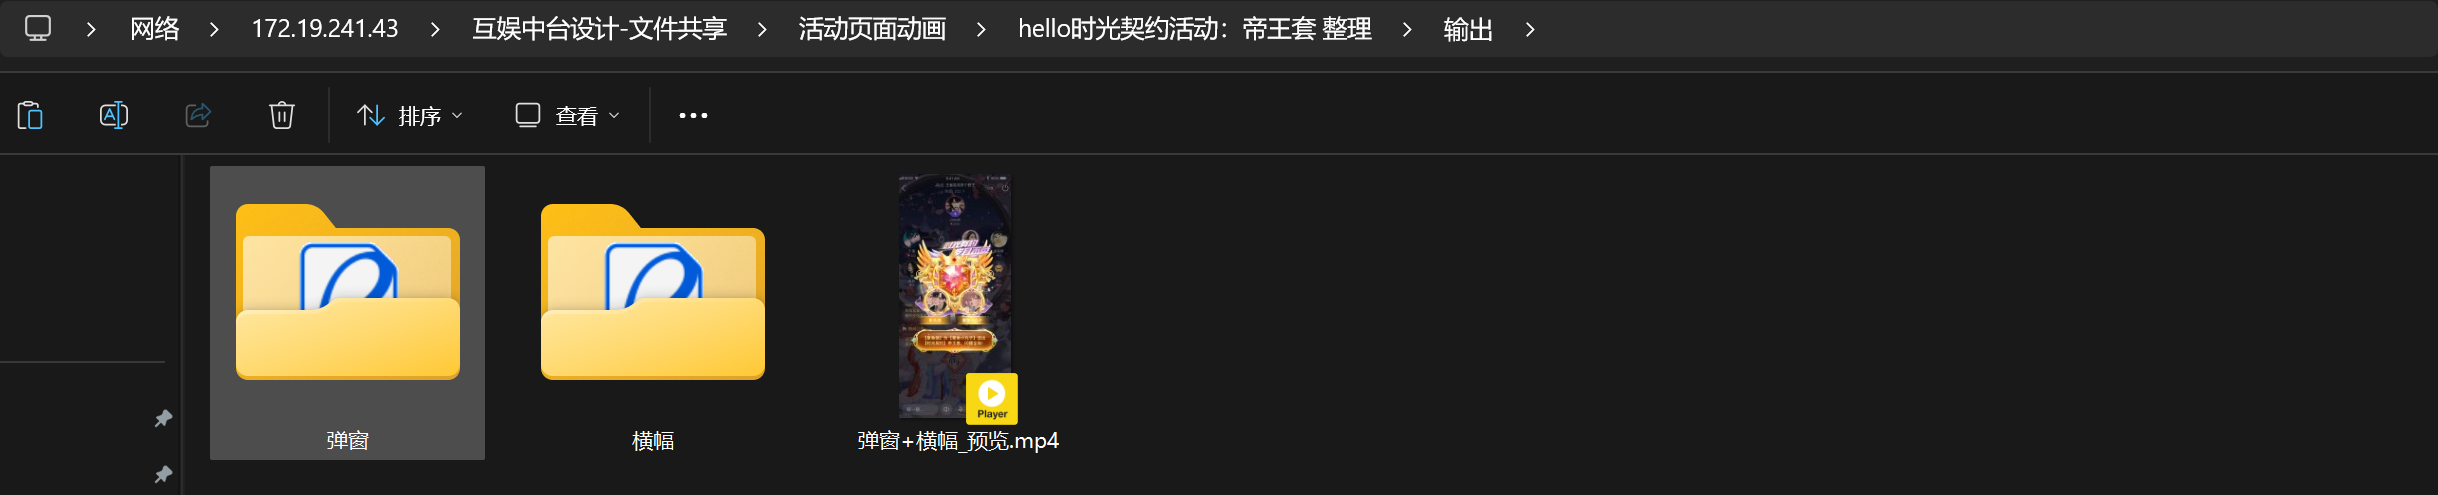 网络 172.19.241.43 互娱中台设计-文件共享 活动页面动画 hello时光契约活动：帝王套 整理 输出
排序 查看
Player
弹窗 横幅 弹窗+横幅_预览.mp4